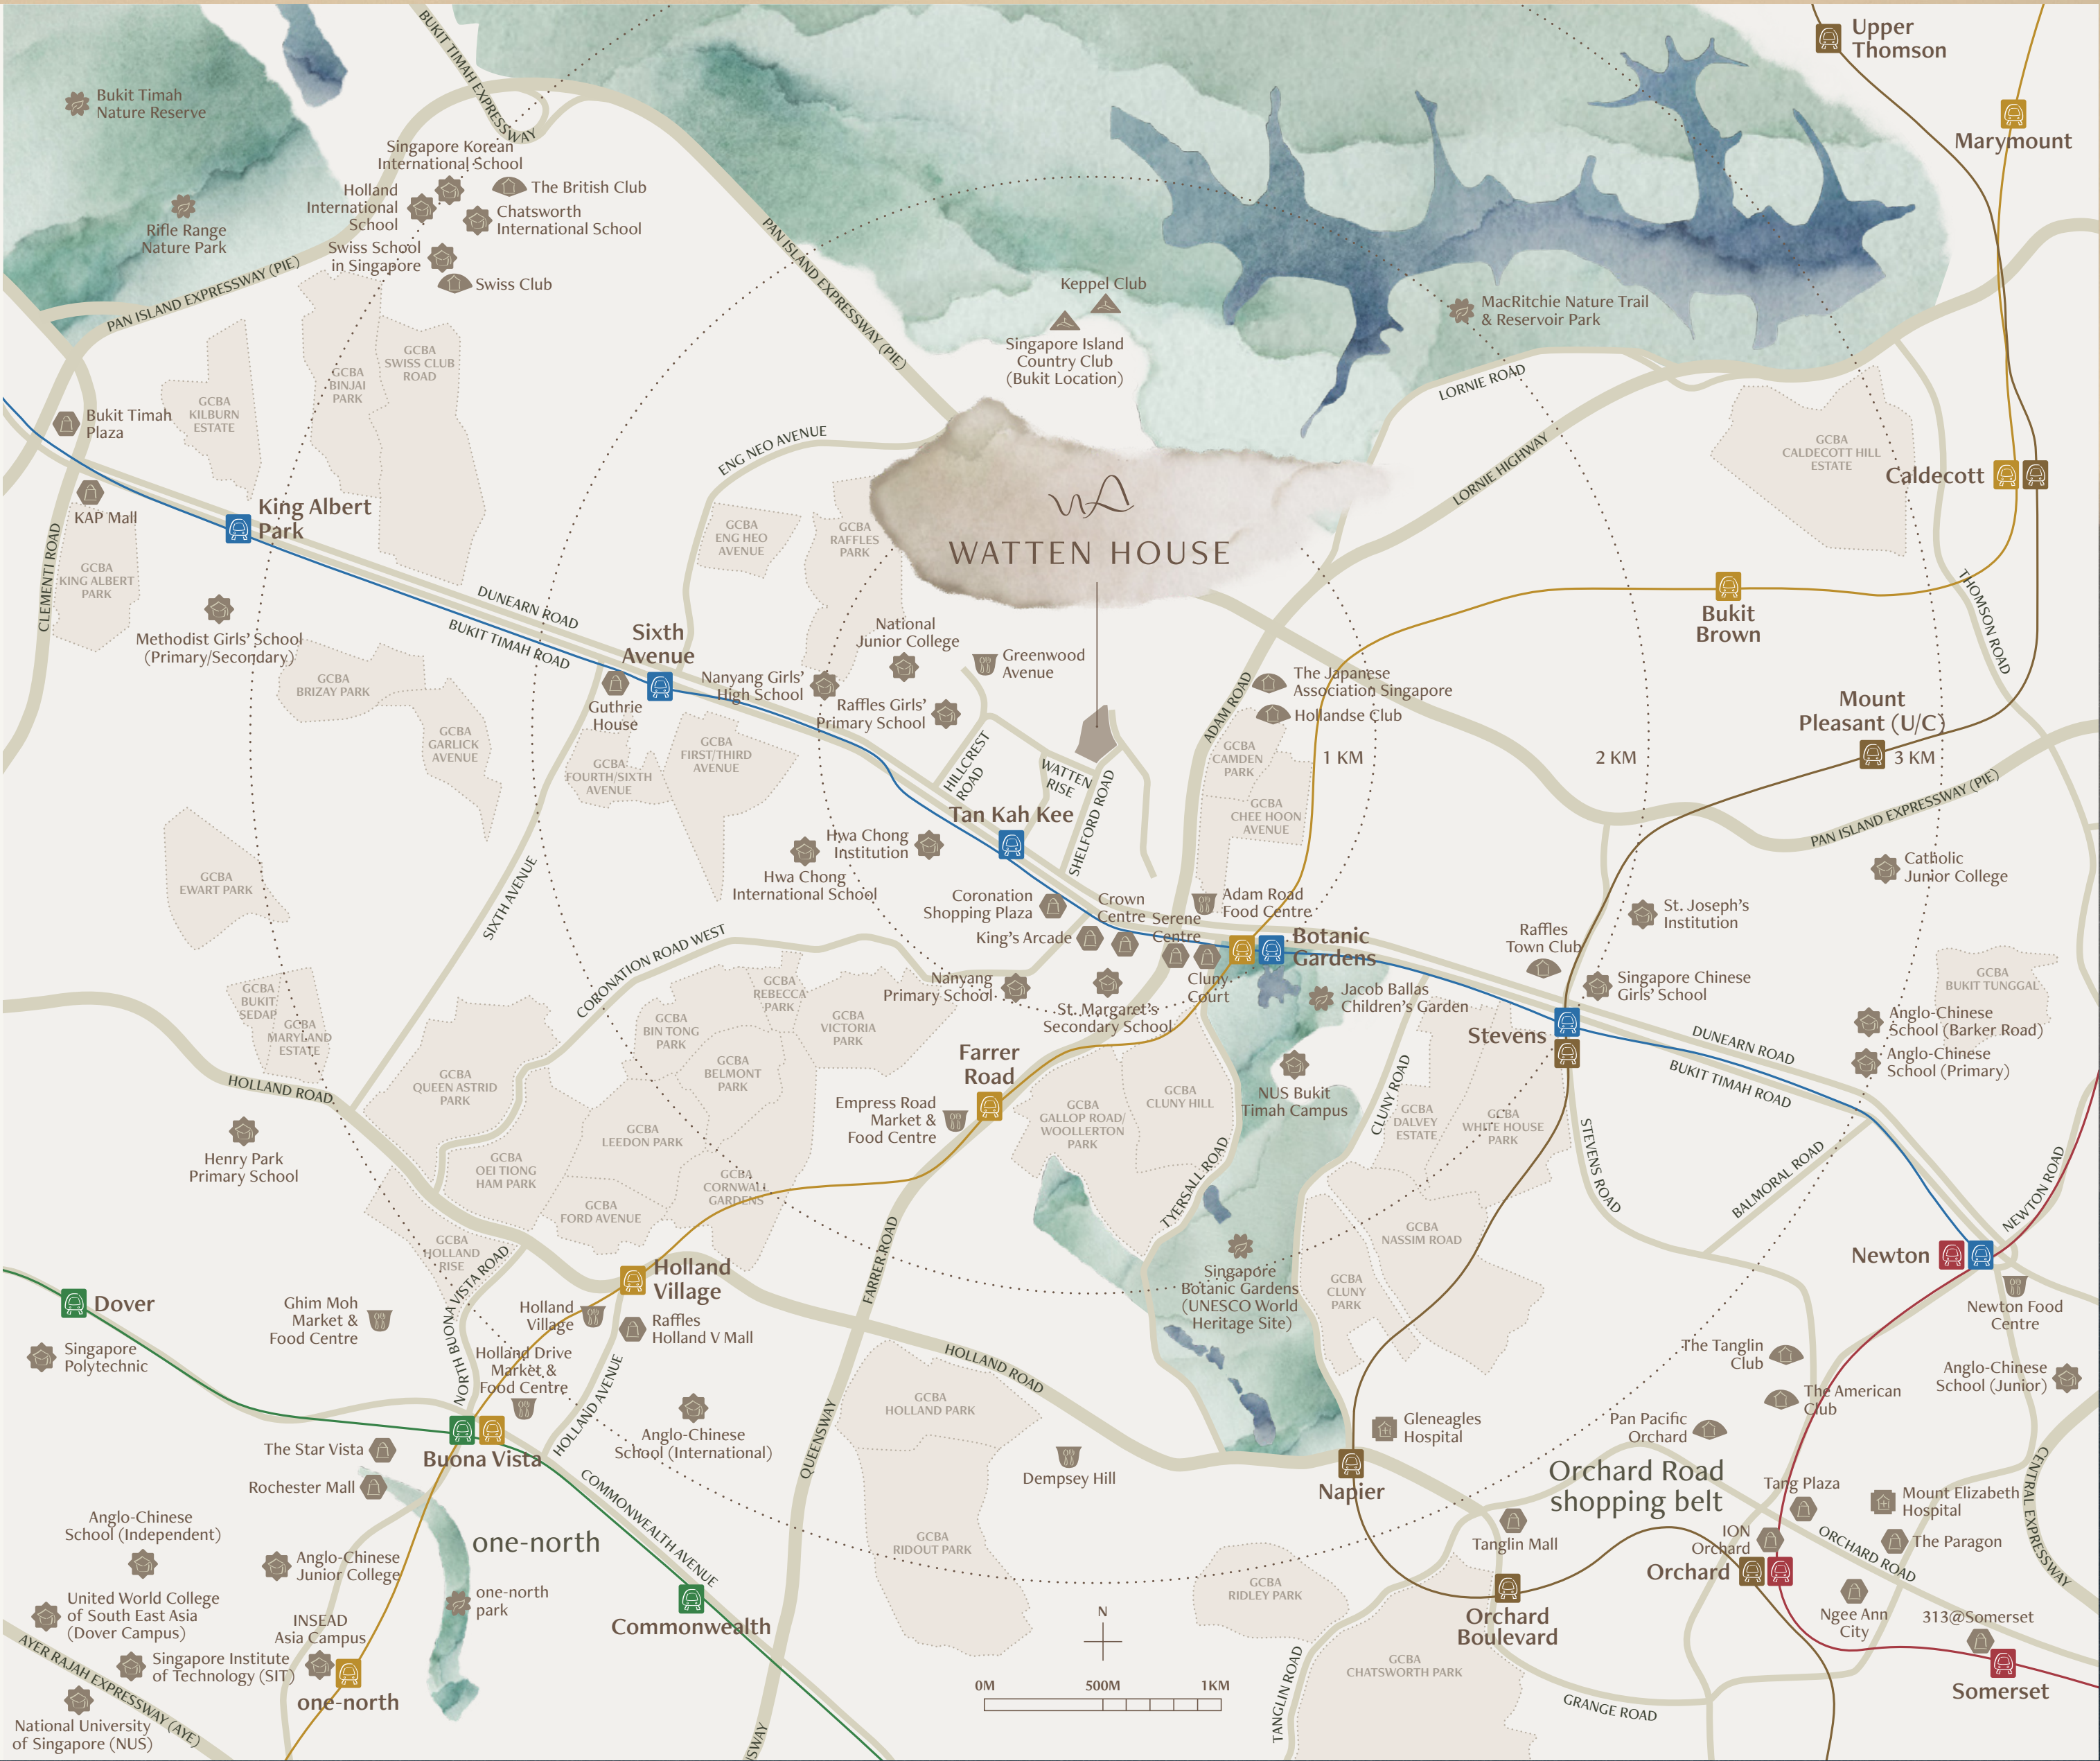 Upper
Thomson
Marymount
BUKIT TIMAH EXPRESSWAY
Bukit Timah
Nature Reserve
Rifle Range
Nature Park
Singapore Korean
International School
The British Club
Holland
International
School
Chatsworth
International School
Swiss School
in Singapore
Swiss Club
PAN ISLAND EXPRESSWAY (PIE)
PAN ISLAND EXPRESSWAY (PIE)
Keppel Club
Singapore Island
Country Club
(Bukit Location)
MacRitchie Nature Trail
& Reservoir Park
LORNIE ROAD
LORNIE HIGHWAY
GCBA
KILBURN
ESTATE
GCBA
BINJAI
PARK
GCBA
SWISS CLUB
ROAD
Bukit Timah
Plaza
KAP Mall
GCBA
KING ALBERT
PARK
CLEMENTI ROAD
King Albert
Park
ENG NEO AVENUE
GCBA
ENG HEO
AVENUE
GCBA
RAFFLES
PARK
WATTEN HOUSE
GCBA
CALDECOTT HILL
ESTATE
Caldecott
Bukit
Brown
THOMSON ROAD
Methodist Girls' School
(Primary/Secondary)
DUNEARN ROAD
BUKIT TIMAH ROAD
Sixth
Avenue
Guthrie
House
National
Junior College
Nanyang Girls'
High School
Raffles Girls'
Primary School
Greenwood
Avenue
The Japanese
Association Singapore
Hollandse Club
ADAM ROAD
Mount
Pleasant (U/C)
1 KM
2 KM
3 KM
PAN ISLAND EXPRESSWAY (PIE)
GCBA
BRIZAY PARK
GCBA
GARLICK
AVENUE
GCBA
FOURTH/SIXTH
AVENUE
GCBA
FIRST/THIRD
AVENUE
HILLCREST
ROAD
WATTEN
RISE
SHELFORD ROAD
GCBA
CAMDEN
PARK
GCBA
CHEE HOON
AVENUE
Tan Kah Kee
Hwa Chong
Institution
Hwa Chong
International School
GCBA
EWART PARK
SIXTH AVENUE
CORONATION ROAD WEST
Coronation
Shopping Plaza
Crown
Centre
King's Arcade
Serene
Centre
Adam Road
Food Centre
Botanic
Gardens
Cluny
Court
Nanyang
Primary School
St. Margaret's
Secondary School
Jacob Ballas
Children's Garden
Catholic
Junior College
St. Joseph's
Institution
Raffles
Town Club
Singapore Chinese
Girls' School
GCBA
BUKIT TUNGGAL
Anglo-Chinese
School (Barker Road)
Anglo-Chinese
School (Primary)
Stevens
DUNEARN ROAD
BUKIT TIMAH ROAD
GCBA
BUKIT
SEDAP
GCBA
MARYLAND
ESTATE
GCBA
QUEEN ASTRID
PARK
GCBA
BIN TONG
PARK
GCBA
REBECCA
PARK
GCBA
VICTORIA
PARK
GCBA
BELMONT
PARK
GCBA
LEEDON PARK
GCBA
OEI TIONG
HAM PARK
GCBA
FORD AVENUE
GCBA
CORNWALL
GARDENS
HOLLAND ROAD
Henry Park
Primary School
Farrer
Road
Empress Road
Market &
Food Centre
GCBA
GALLOP ROAD/
WOOLLERTON
PARK
GCBA
CLUNY HILL
NUS Bukit
Timah Campus
CLUNY ROAD
TYERSALL ROAD
GCBA
DALVEY
ESTATE
GCBA
WHITE HOUSE
PARK
STEVENS ROAD
BALMORAL ROAD
NEWTON ROAD
GCBA
NASSIM ROAD
GCBA
CLUNY
PARK
Newton
Newton Food
Centre
GCBA
HOLLAND
RISE
NORTH BUONA VISTA ROAD
Holland
Village
Holland
Village
Raffles
Holland V Mall
FARRER ROAD
Singapore
Botanic Gardens
(UNESCO World
Heritage Site)
Dover
Singapore
Polytechnic
Ghim Moh
Market &
Food Centre
Holland Drive
Market &
Food Centre
HOLLAND AVENUE
HOLLAND ROAD
The Tanglin
Club
The American
Club
Anglo-Chinese
School (Junior)
Pan Pacific
Orchard
Gleneagles
Hospital
Napier
Buona Vista
The Star Vista
Rochester Mall
Anglo-Chinese
School (International)
QUEENSWAY
COMMONWEALTH AVENUE
GCBA
HOLLAND PARK
GCBA
RIDOUT PARK
Dempsey Hill
Orchard Road
shopping belt
Tang Plaza
Mount Elizabeth
Hospital
CENTRAL EXPRESSWAY
Tanglin Mall
ION
Orchard
Orchard
ORCHARD ROAD
The Paragon
Anglo-Chinese
School (Independent)
Anglo-Chinese
Junior College
one-north
one-north
park
United World College
of South East Asia
(Dover Campus)
INSEAD
Asia Campus
Singapore Institute
of Technology (SIT)
one-north
AYER RAJAH EXPRESSWAY (AYE)
National University
of Singapore (NUS)
Commonwealth
N
0M
500M
1KM
GCBA
RIDLEY PARK
Orchard
Boulevard
Ngee Ann
City
313@Somerset
Somerset
GCBA
CHATSWORTH PARK
TANGLIN ROAD
GRANGE ROAD
SWAY